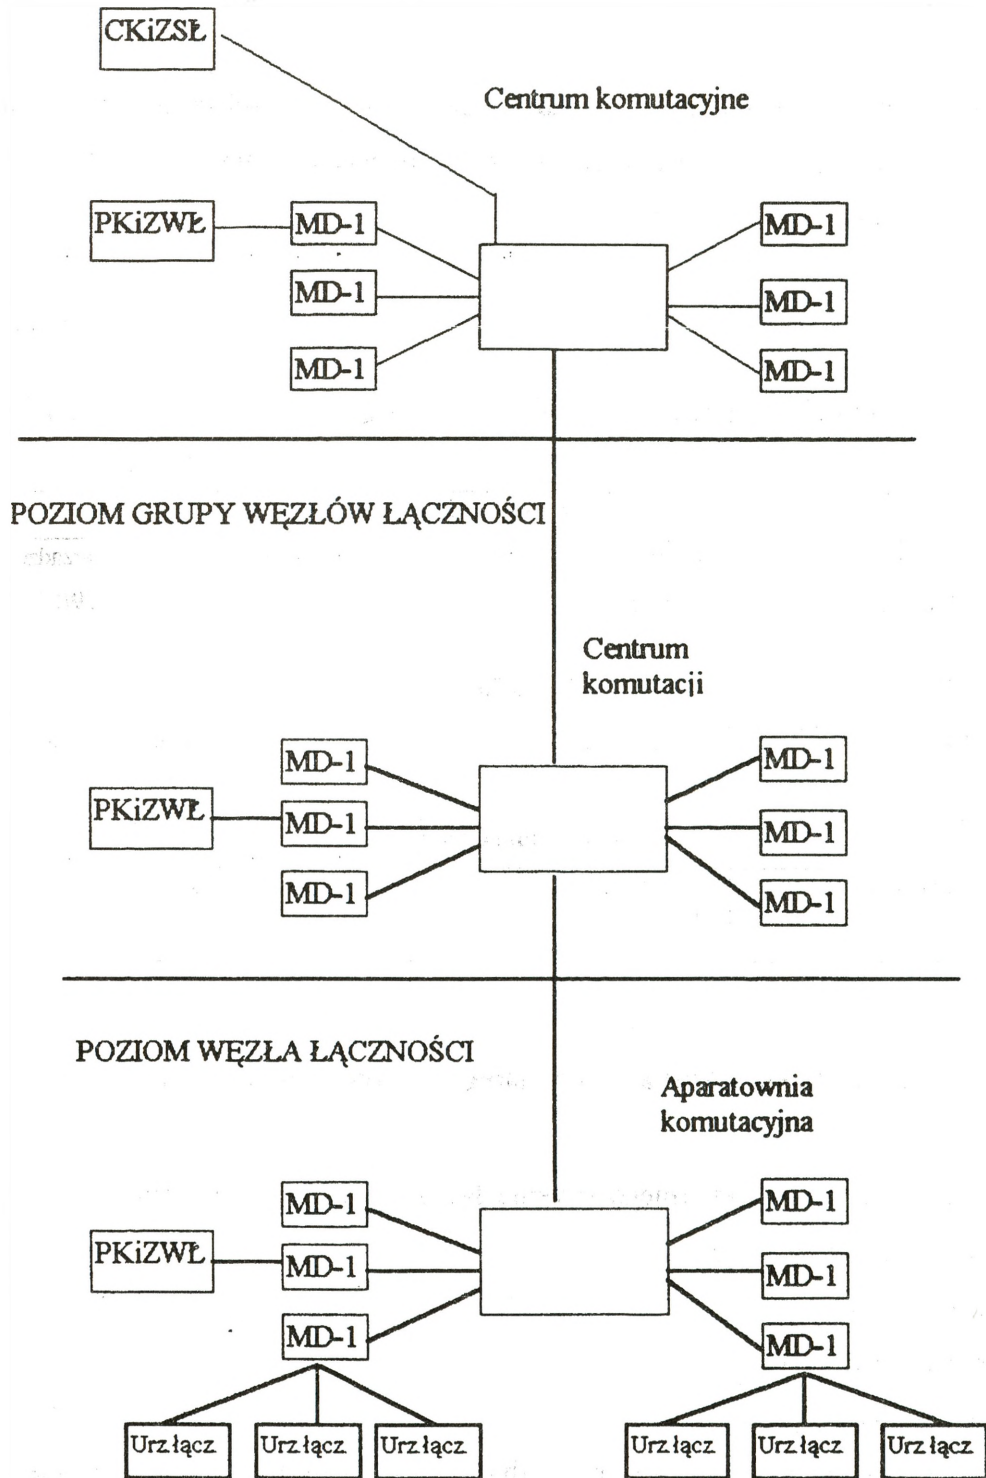 CKiZSŁ
Centrum komutacyjne
PKiZWŁ
MD-1
MD-1
MD-1
MD-1
MD-1
MD-1
POZIOM GRUPY WĘZŁÓW ŁĄCZNOŚCI
Centrum
komutacji
PKiZWŁ
MD-1
MD-1
MD-1
MD-1
MD-1
MD-1
POZIOM WĘZŁA ŁĄCZNOŚCI
Aparatownia
komutacyjna
PKiZWŁ
MD-1
MD-1
MD-1
MD-1
MD-1
MD-1
Urz łącz
Urz łącz
Urz łącz
Urz łącz
Urz łącz
Urz łącz